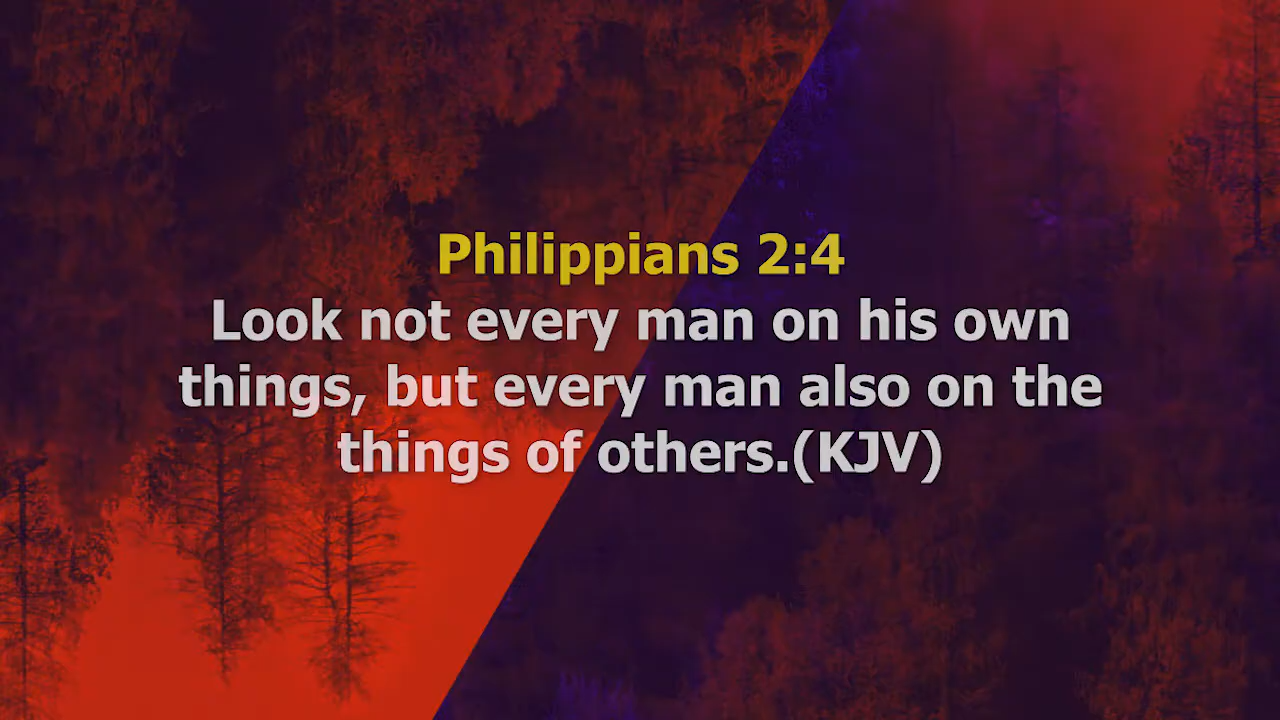 Philippians 2:4
Look not every man on his own
things, but every man also on the
things of others.(KJV)